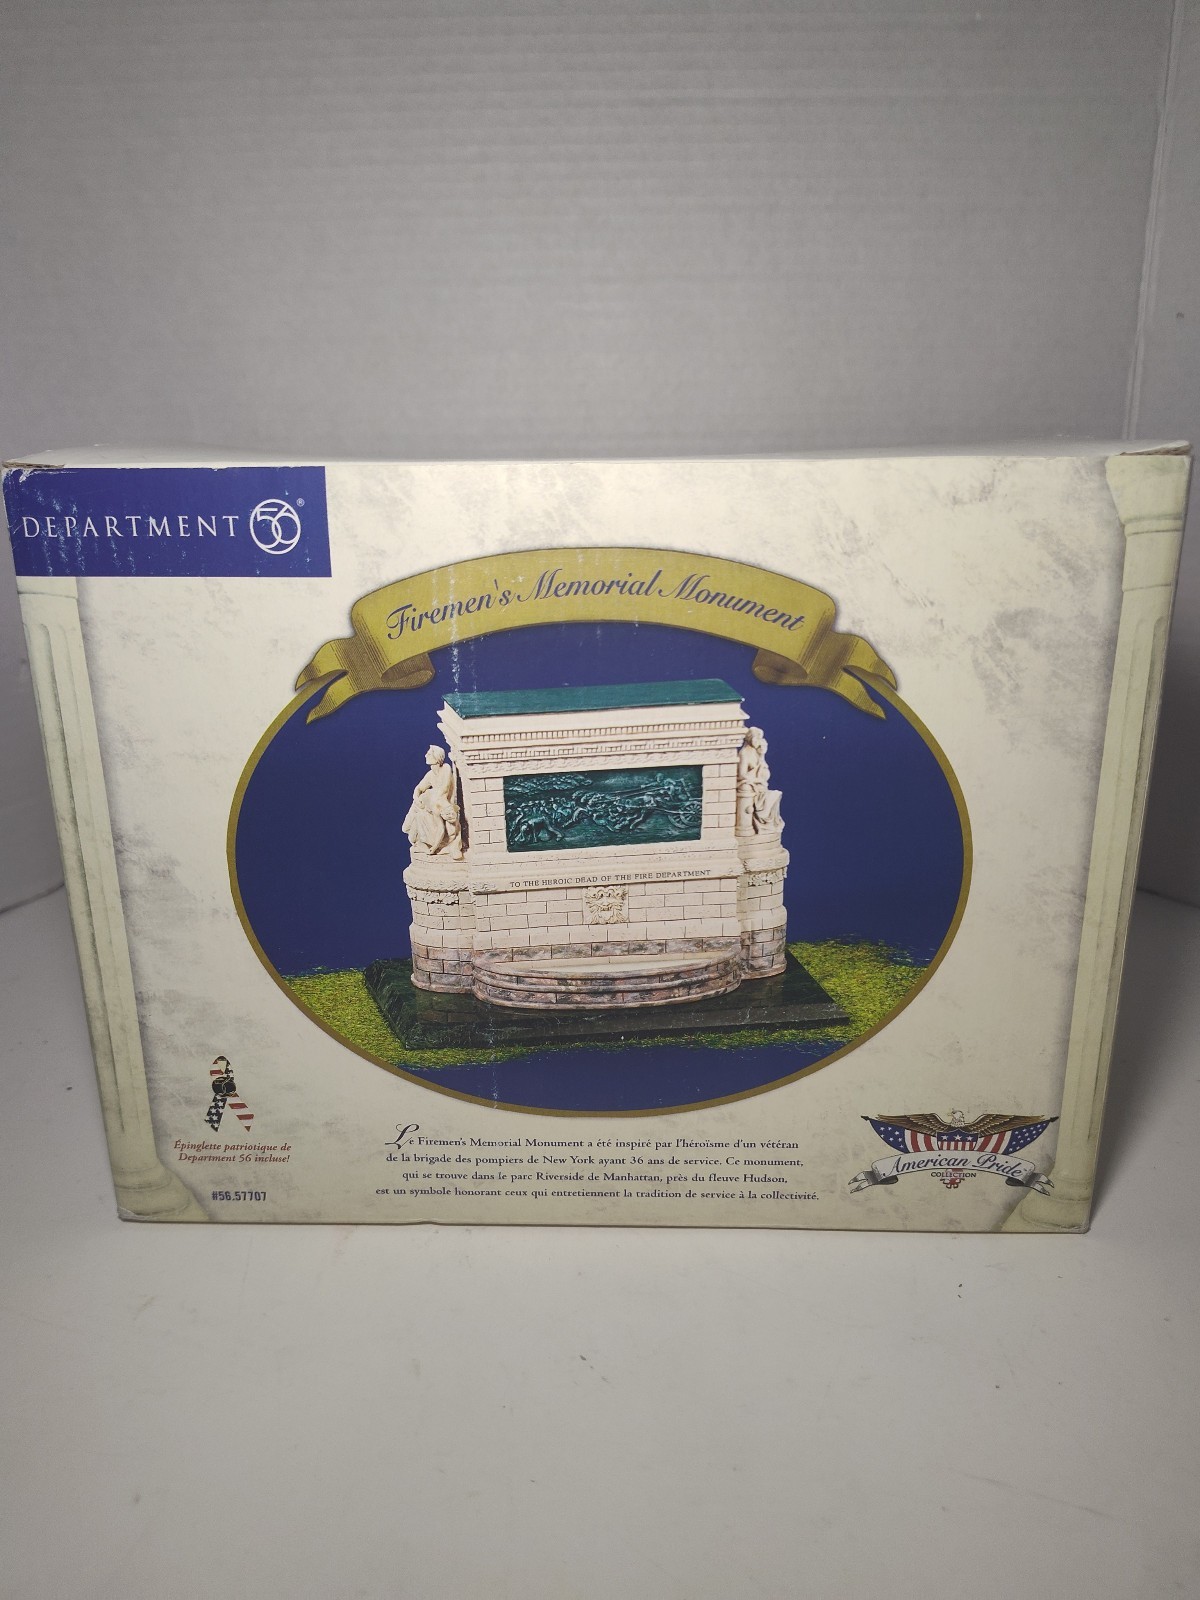 DEPARTMENT 56®
Firemen's Memorial Monument
TO THE HEROIC DEAD OF THE FIRE DEPARTMENT
Épinglette patriotique de
Department 56 incluse!
#56.57707
Le Firemen's Memorial Monument a été inspiré par l'héroïsme d'un vétéran
de la brigade des pompiers de New York ayant 36 ans de service. Ce monument,
qui se trouve dans le parc Riverside de Manhattan, près du fleuve Hudson,
est un symbole honorant ceux qui entretiennent la tradition de service à la collectivité.
American Pride
COLLECTION